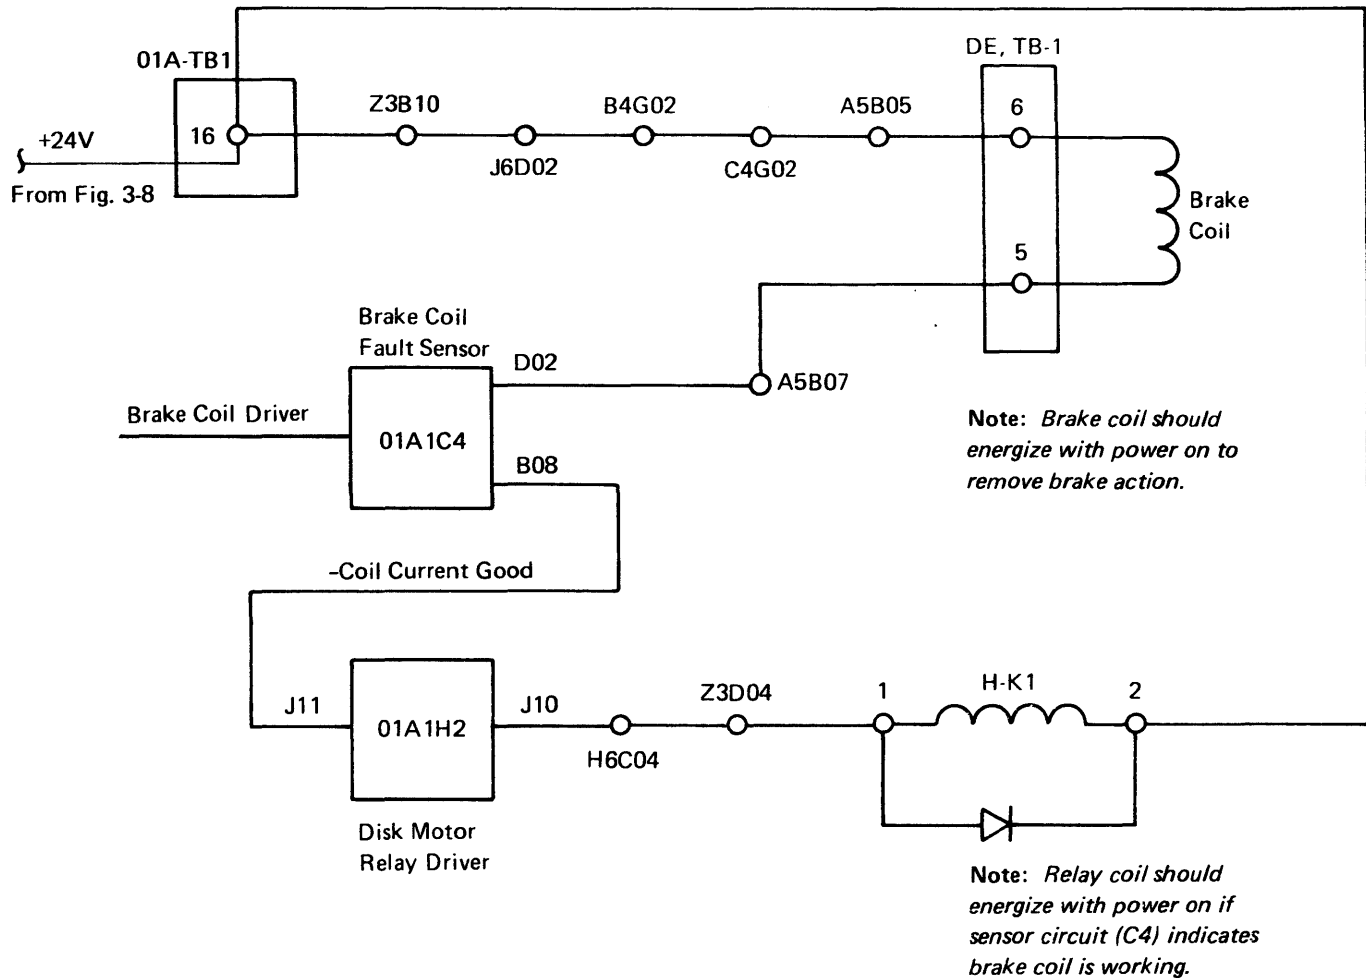 01A-TB1
DE, TB-1
+24V
16
Z3B10
J6D02
B4G02
C4G02
A5B05
6
From Fig. 3-8
Brake
Coil
5
Brake Coil
Fault Sensor
D02
A5B07
Brake Coil Driver
01A1C4
B08
Note: Brake coil should
energize with power on to
remove brake action.
-Coil Current Good
J11
01A1H2
J10
H6C04
Z3D04
1
H-K1
2
Disk Motor
Relay Driver
Note: Relay coil should
energize with power on if
sensor circuit (C4) indicates
brake coil is working.